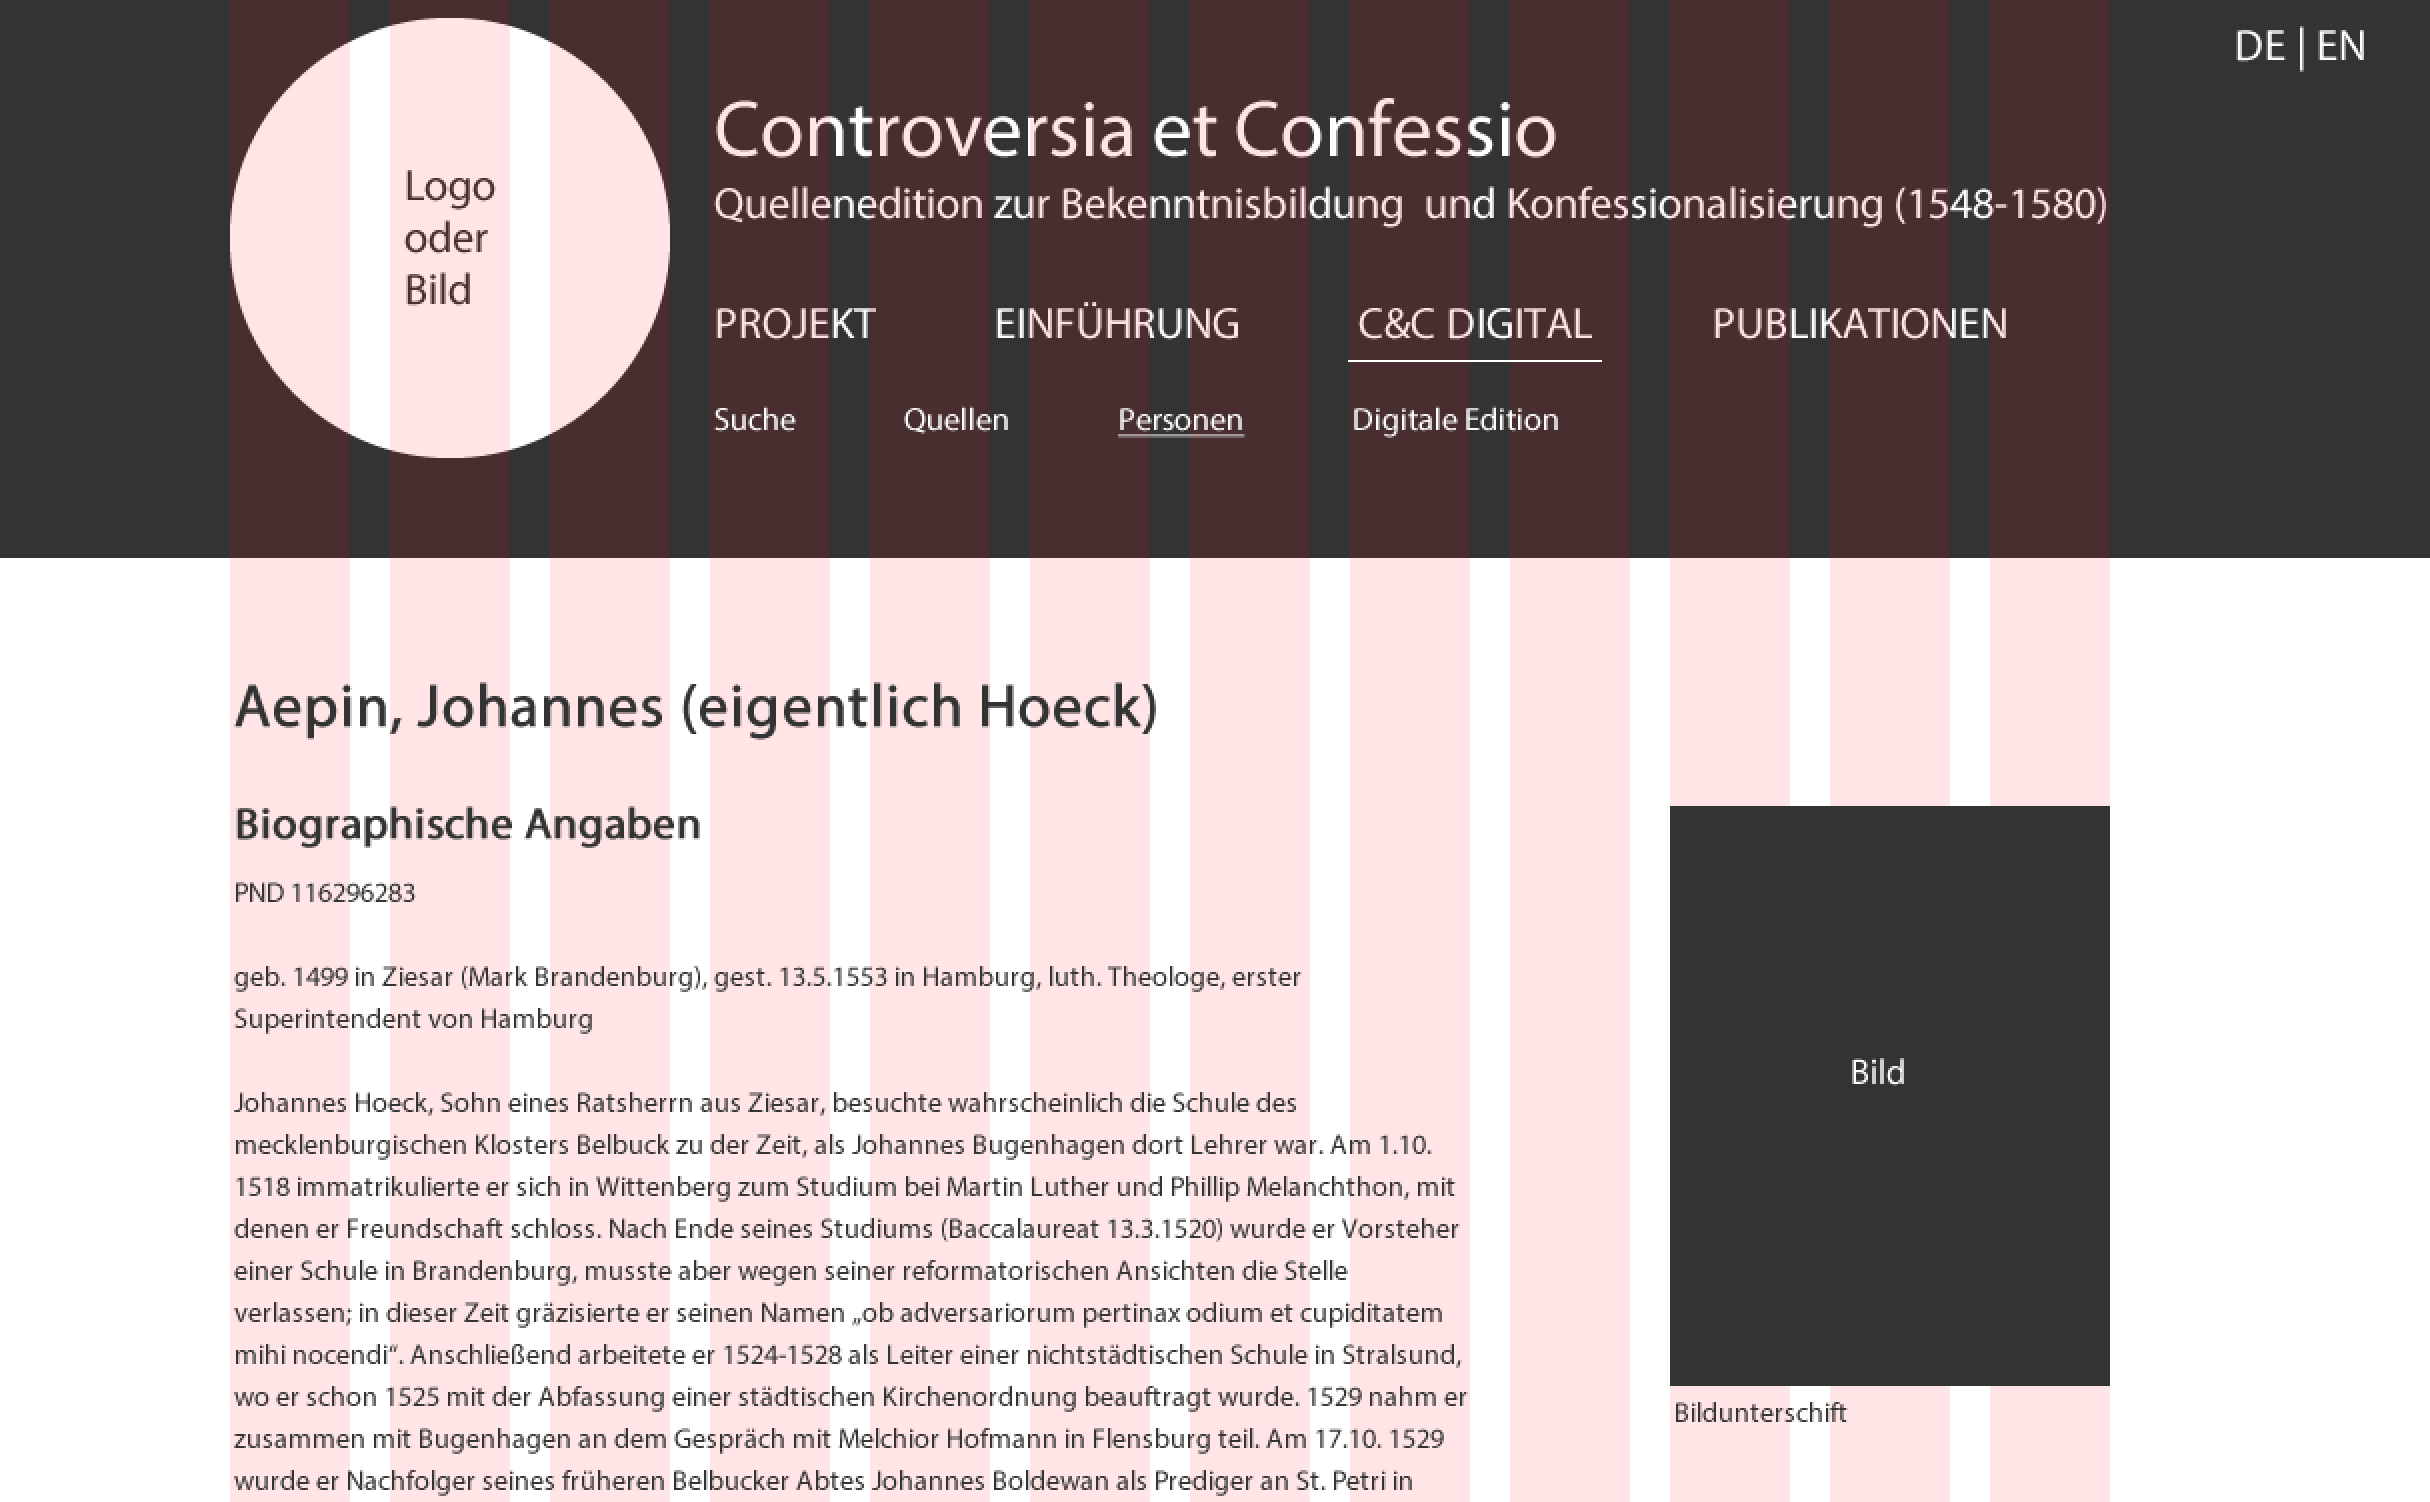 DE | EN
Logo
oder
Bild
Controversia et Confessio
Quellenedition zur Bekenntnisbildung  und Konfessionalisierung (1548-1580)
PROJEKT EINFÜHRUNG C&C DIGITAL PUBLIKATIONEN
Suche Quellen Personen Digitale Edition
Aepin, Johannes (eigentlich Hoeck)
Biographische Angaben
PND 116296283
geb. 1499 in Ziesar (Mark Brandenburg), gest. 13.5.1553 in Hamburg, luth. Theologe, erster
Superintendent von Hamburg
Johannes Hoeck, Sohn eines Ratsherrn aus Ziesar, besuchte wahrscheinlich die Schule des
mecklenburgischen Klosters Belbuck zu der Zeit, als Johannes Bugenhagen dort Lehrer war. Am 1.10.
1518 immatrikulierte er sich in Wittenberg zum Studium bei Martin Luther und Phillip Melanchthon, mit
denen er Freundschaft schloss. Nach Ende seines Studiums (Baccalaureat 13.3.1520) wurde er Vorsteher
einer Schule in Brandenburg, musste aber wegen seiner reformatorischen Ansichten die Stelle
verlassen; in dieser Zeit gräzisierte er seinen Namen „ob adversariorum pertinax odium et cupiditatem
mihi nocendi“. Anschließend arbeitete er 1524-1528 als Leiter einer nichtstädtischen Schule in Stralsund,
wo er schon 1525 mit der Abfassung einer städtischen Kirchenordnung beauftragt wurde. 1529 nahm er
zusammen mit Bugenhagen an dem Gespräch mit Melchior Hofmann in Flensburg teil. Am 17.10. 1529
wurde er Nachfolger seines früheren Belbucker Abtes Johannes Boldewan als Prediger an St. Petri in
Bild
Bildunterschift